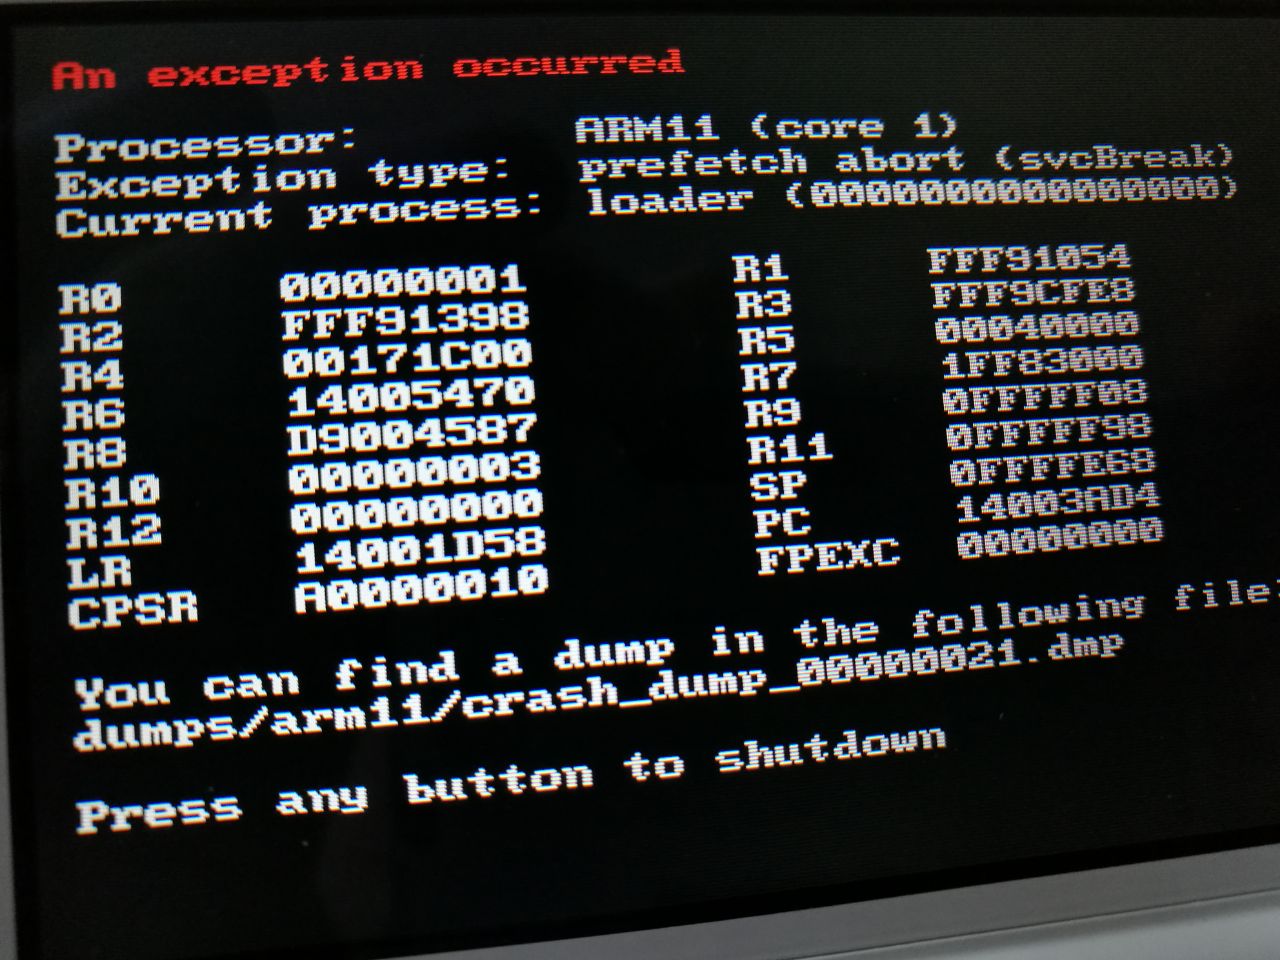 An exception occurred
Processor: ARM11 (core 1)
Exception type: prefetch abort (svcBreak)
Current process: loader (0000000000000000)
R0 00000001 R1 FFF91054
R2 FFF91398 R3 FFF9CFE8
R4 00171C00 R5 00040000
R6 14005470 R7 1FF83000
R8 D9004587 R9 0FFFFF08
R10 00000003 R11 0FFFFF98
R12 00000000 SP 0FFFFE68
LR 14001D58 PC 14003AD4
CPSR A0000010 FPEXC 00000000
You can find a dump in the following file:
dumps/arm11/crash_dump_00000021.dmp
Press any button to shutdown